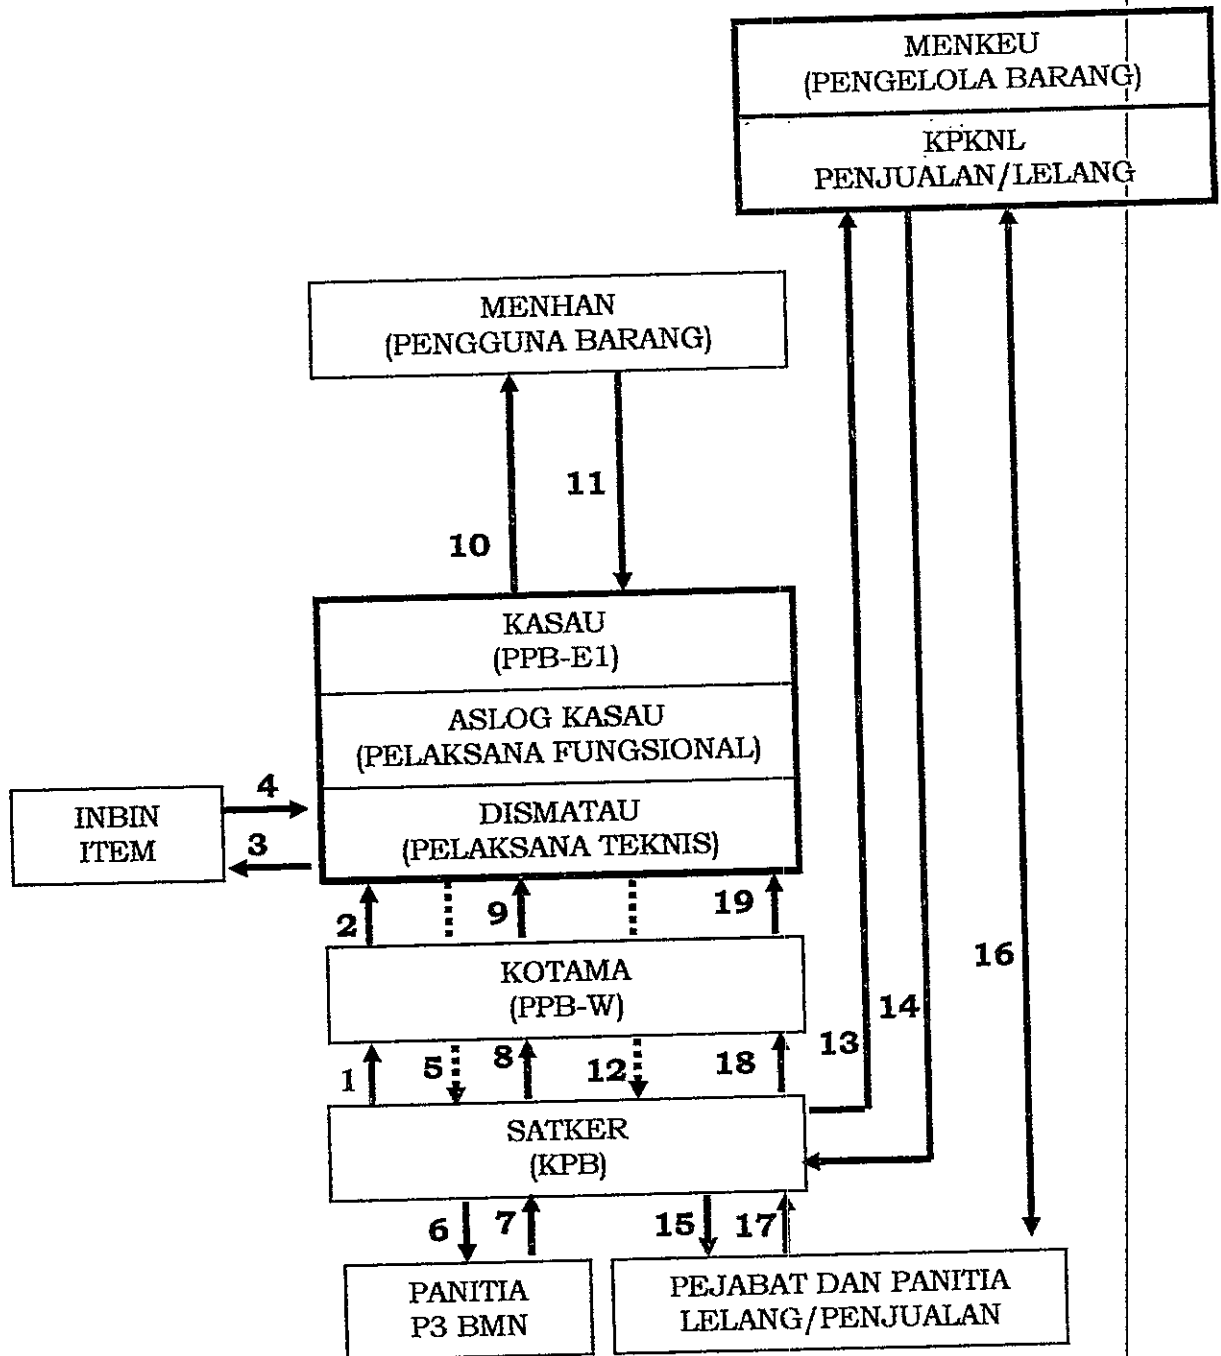 MENKEU
(PENGELOLA BARANG)
KPKNL
PENJUALAN/LELANG
MENHAN
(PENGGUNA BARANG)
11
10
KASAU
(PPB-E1)
ASLOG KASAU
(PELAKSANA FUNGSIONAL)
DISMATAU
(PELAKSANA TEKNIS)
4
INBIN
ITEM
3
2
9
19
KOTAMA
(PPB-W)
16
14
13
1
5
8
12
18
SATKER
(KPB)
6
7
15
17
PANITIA
P3 BMN
PEJABAT DAN PANITIA
LELANG/PENJUALAN